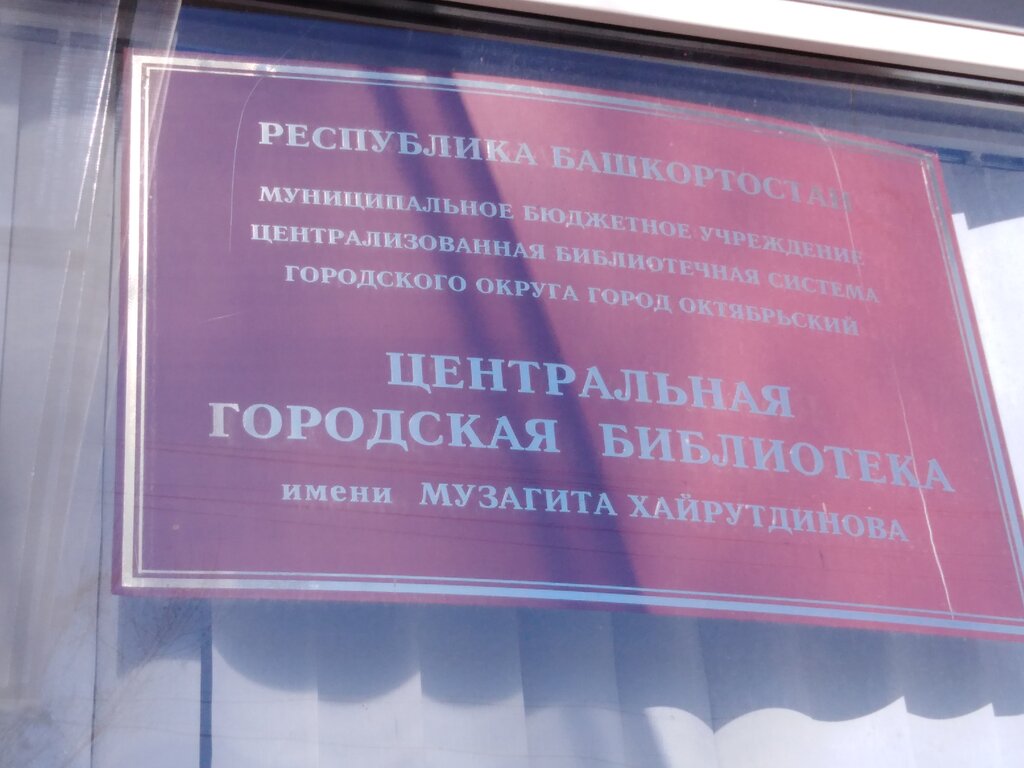 РЕСПУБЛИКА БАШКОРТОСТАН
МУНИЦИПАЛЬНОЕ БЮДЖЕТНОЕ УЧРЕЖДЕНИЕ
ЦЕНТРАЛИЗОВАННАЯ БИБЛИОТЕЧНАЯ СИСТЕМА
ГОРОДСКОГО ОКРУГА ГОРОД ОКТЯБРЬСКИЙ
ЦЕНТРАЛЬНАЯ
ГОРОДСКАЯ БИБЛИОТЕКА
имени МУЗАГИТА ХАЙРУТДИНОВА